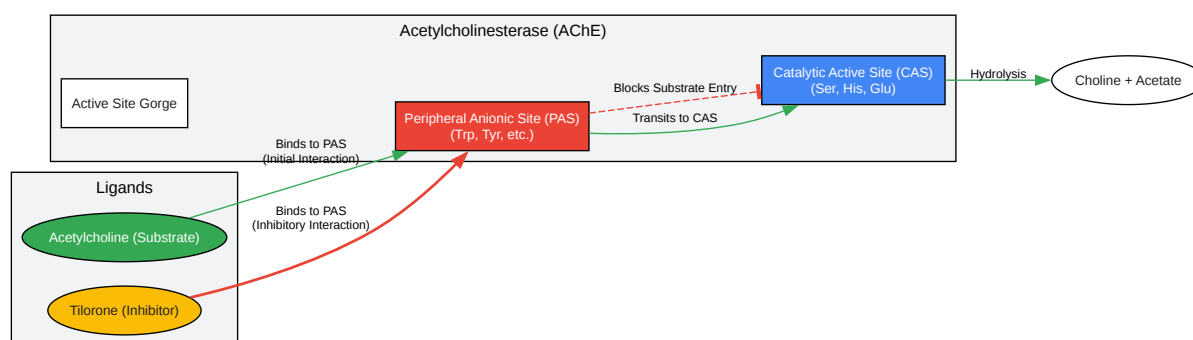 Acetylcholinesterase (AChE)
Active Site Gorge
Peripheral Anionic Site (PAS)
(Trp, Tyr, etc.)
Blocks Substrate Entry
Transits to CAS
Catalytic Active Site (CAS)
(Ser, His, Glu)
Hydrolysis
Choline + Acetate
Binds to PAS
(Initial Interaction)
Binds to PAS
(Inhibitory Interaction)
Ligands
Acetylcholine (Substrate)
Tilorone (Inhibitor)